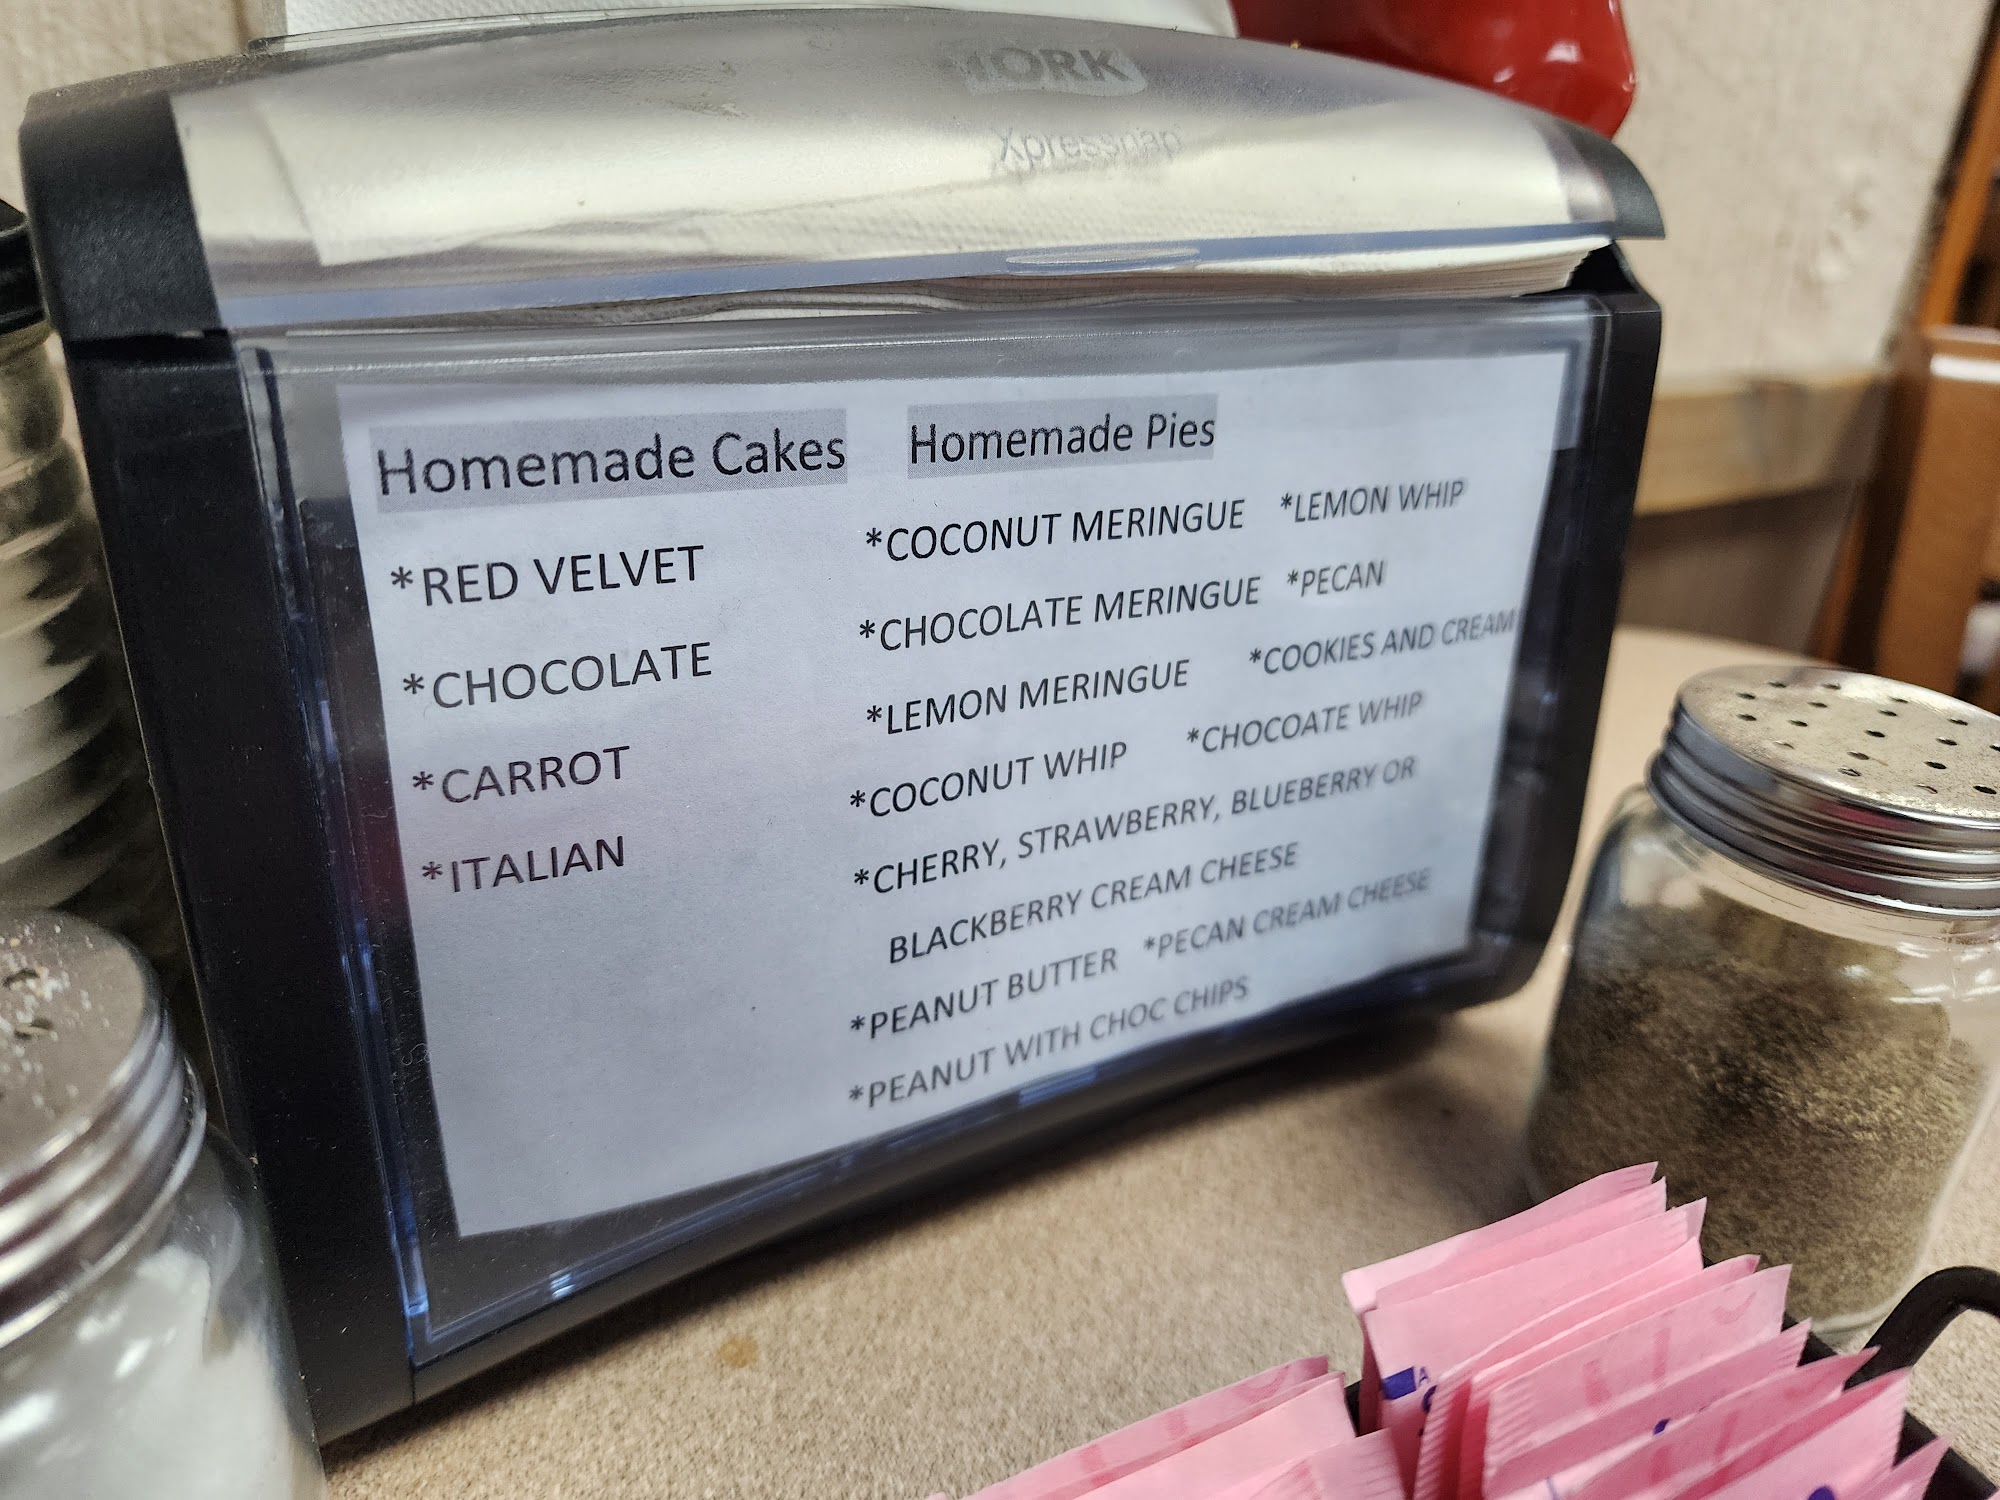 TORK
Xpressnap
Homemade Cakes
*RED VELVET
*CHOCOLATE
*CARROT
*ITALIAN
Homemade Pies
*COCONUT MERINGUE *LEMON WHIP
*CHOCOLATE MERINGUE *PECAN
*LEMON MERINGUE *COOKIES AND CREAM
*COCONUT WHIP *CHOCOATE WHIP
*CHERRY, STRAWBERRY, BLUEBERRY OR
BLACKBERRY CREAM CHEESE
*PEANUT BUTTER *PECAN CREAM CHEESE
*PEANUT WITH CHOC CHIPS